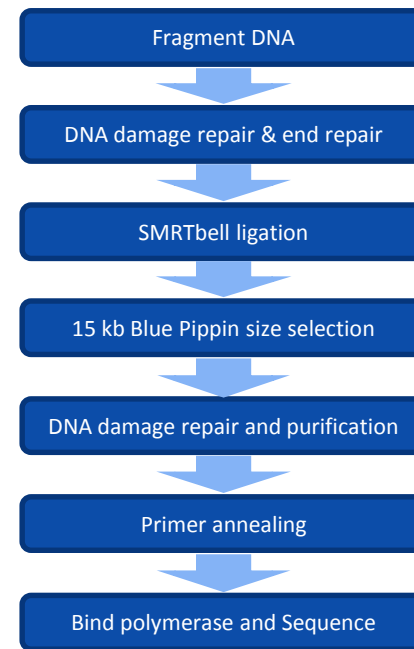 Fragment DNA
DNA damage repair & end repair
SMRTbell ligation
15 kb Blue Pippin size selection
DNA damage repair and purification
Primer annealing
Bind polymerase and Sequence